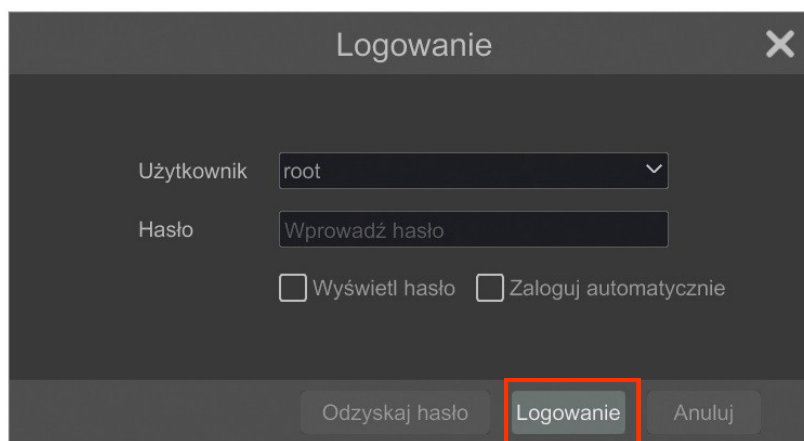 Logowanie
Użytkownik root
Hasło Wprowadź hasło
Wyświetl hasło Zaloguj automatycznie
Odzyskaj hasło Logowanie Anuluj